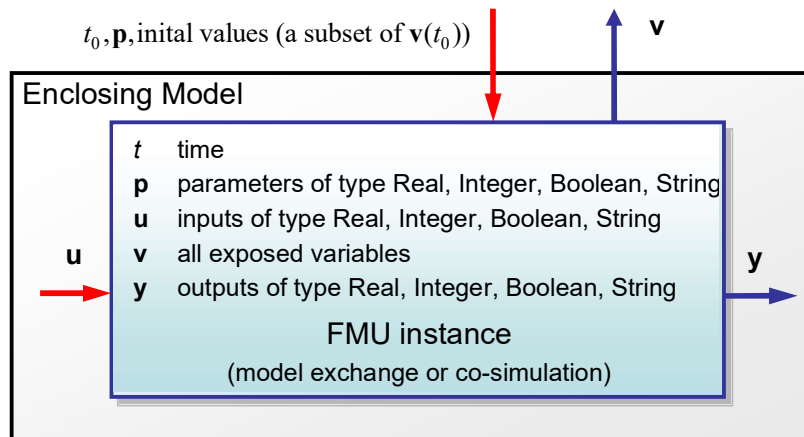 t0,p,inital values (a subset of v(t0))
v
Enclosing Model
t time
p parameters of type Real, Integer, Boolean, String
u inputs of type Real, Integer, Boolean, String
v all exposed variables
y outputs of type Real, Integer, Boolean, String
u
y
FMU instance
(model exchange or co-simulation)